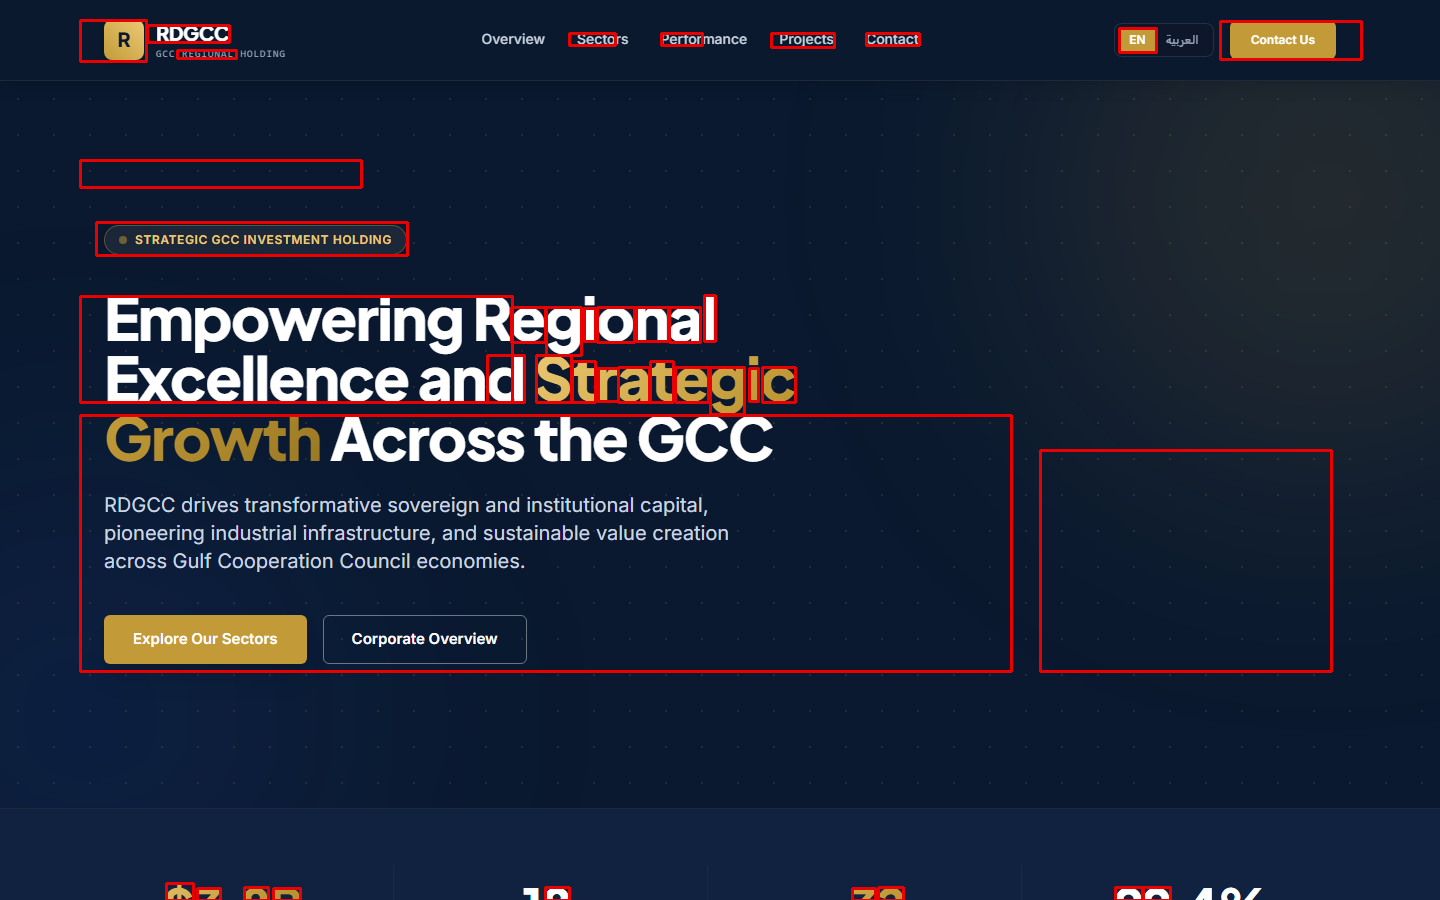 R
RDGCC
GCC REGIONAL HOLDING
Overview
Sectors
Performance
Projects
Contact
EN
العربية
Contact Us
STRATEGIC GCC INVESTMENT HOLDING
Empowering Regional
Excellence and Strategic
Growth Across the GCC
RDGCC drives transformative sovereign and institutional capital,
pioneering industrial infrastructure, and sustainable value creation
across Gulf Cooperation Council economies.
Explore Our Sectors
Corporate Overview